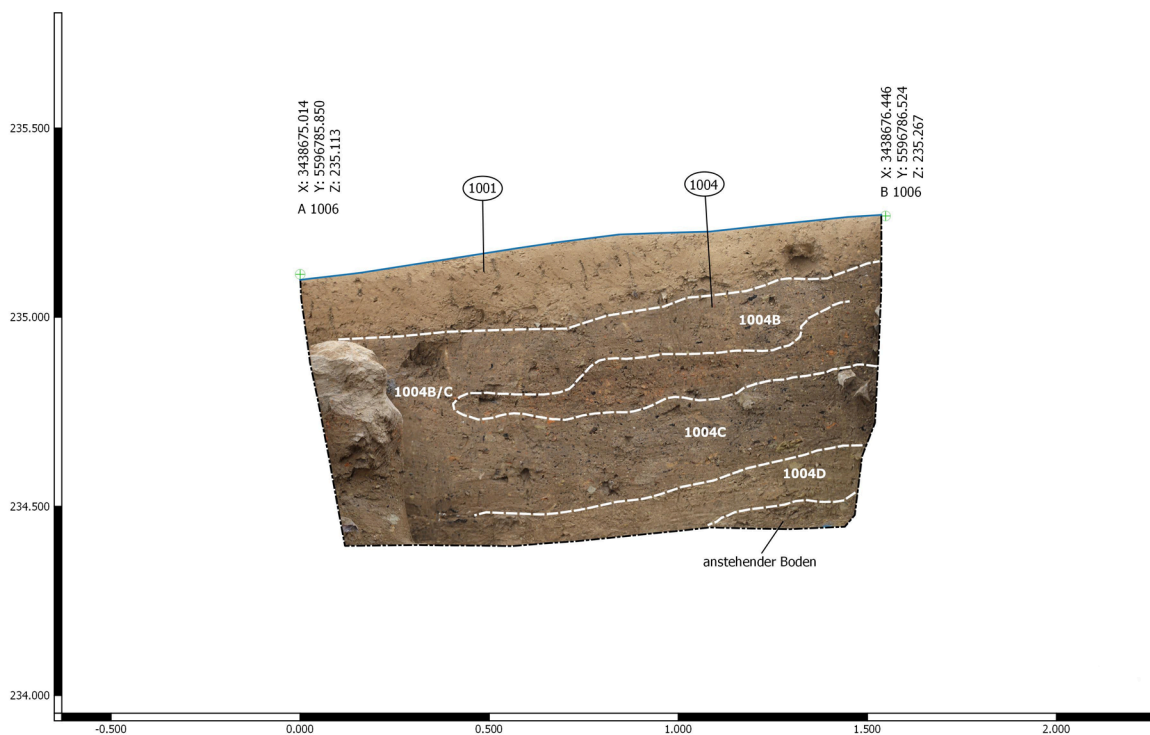 235.500
235.000
234.500
234.000
X: 3438675.014
Y: 5596785.850
Z: 235.113
A 1006
X: 3438676.446
Y: 5596786.524
Z: 235.267
B 1006
1001
1004
1004B
1004B/C
1004C
1004D
anstehender Boden
-0.500
0.000
0.500
1.000
1.500
2.000